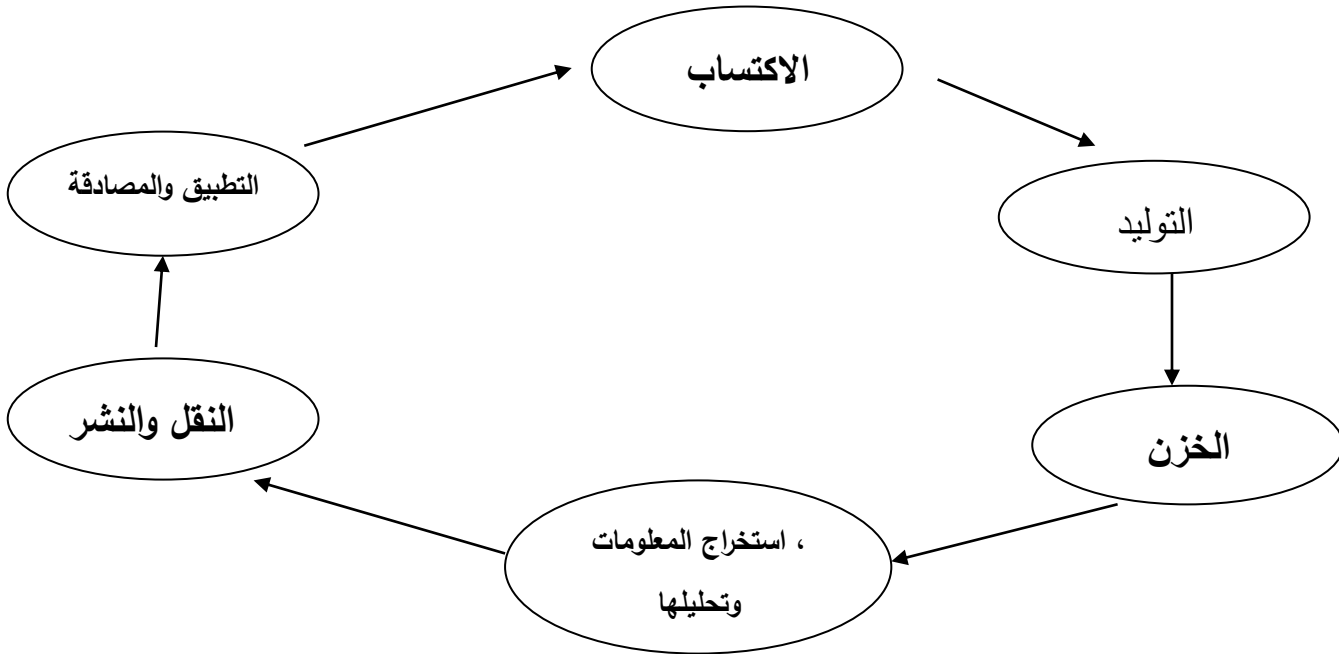 الاكتساب
التوليد
الخزن
، استخراج المعلومات
وتحليلها
النقل والنشر
التطبيق والمصادقة